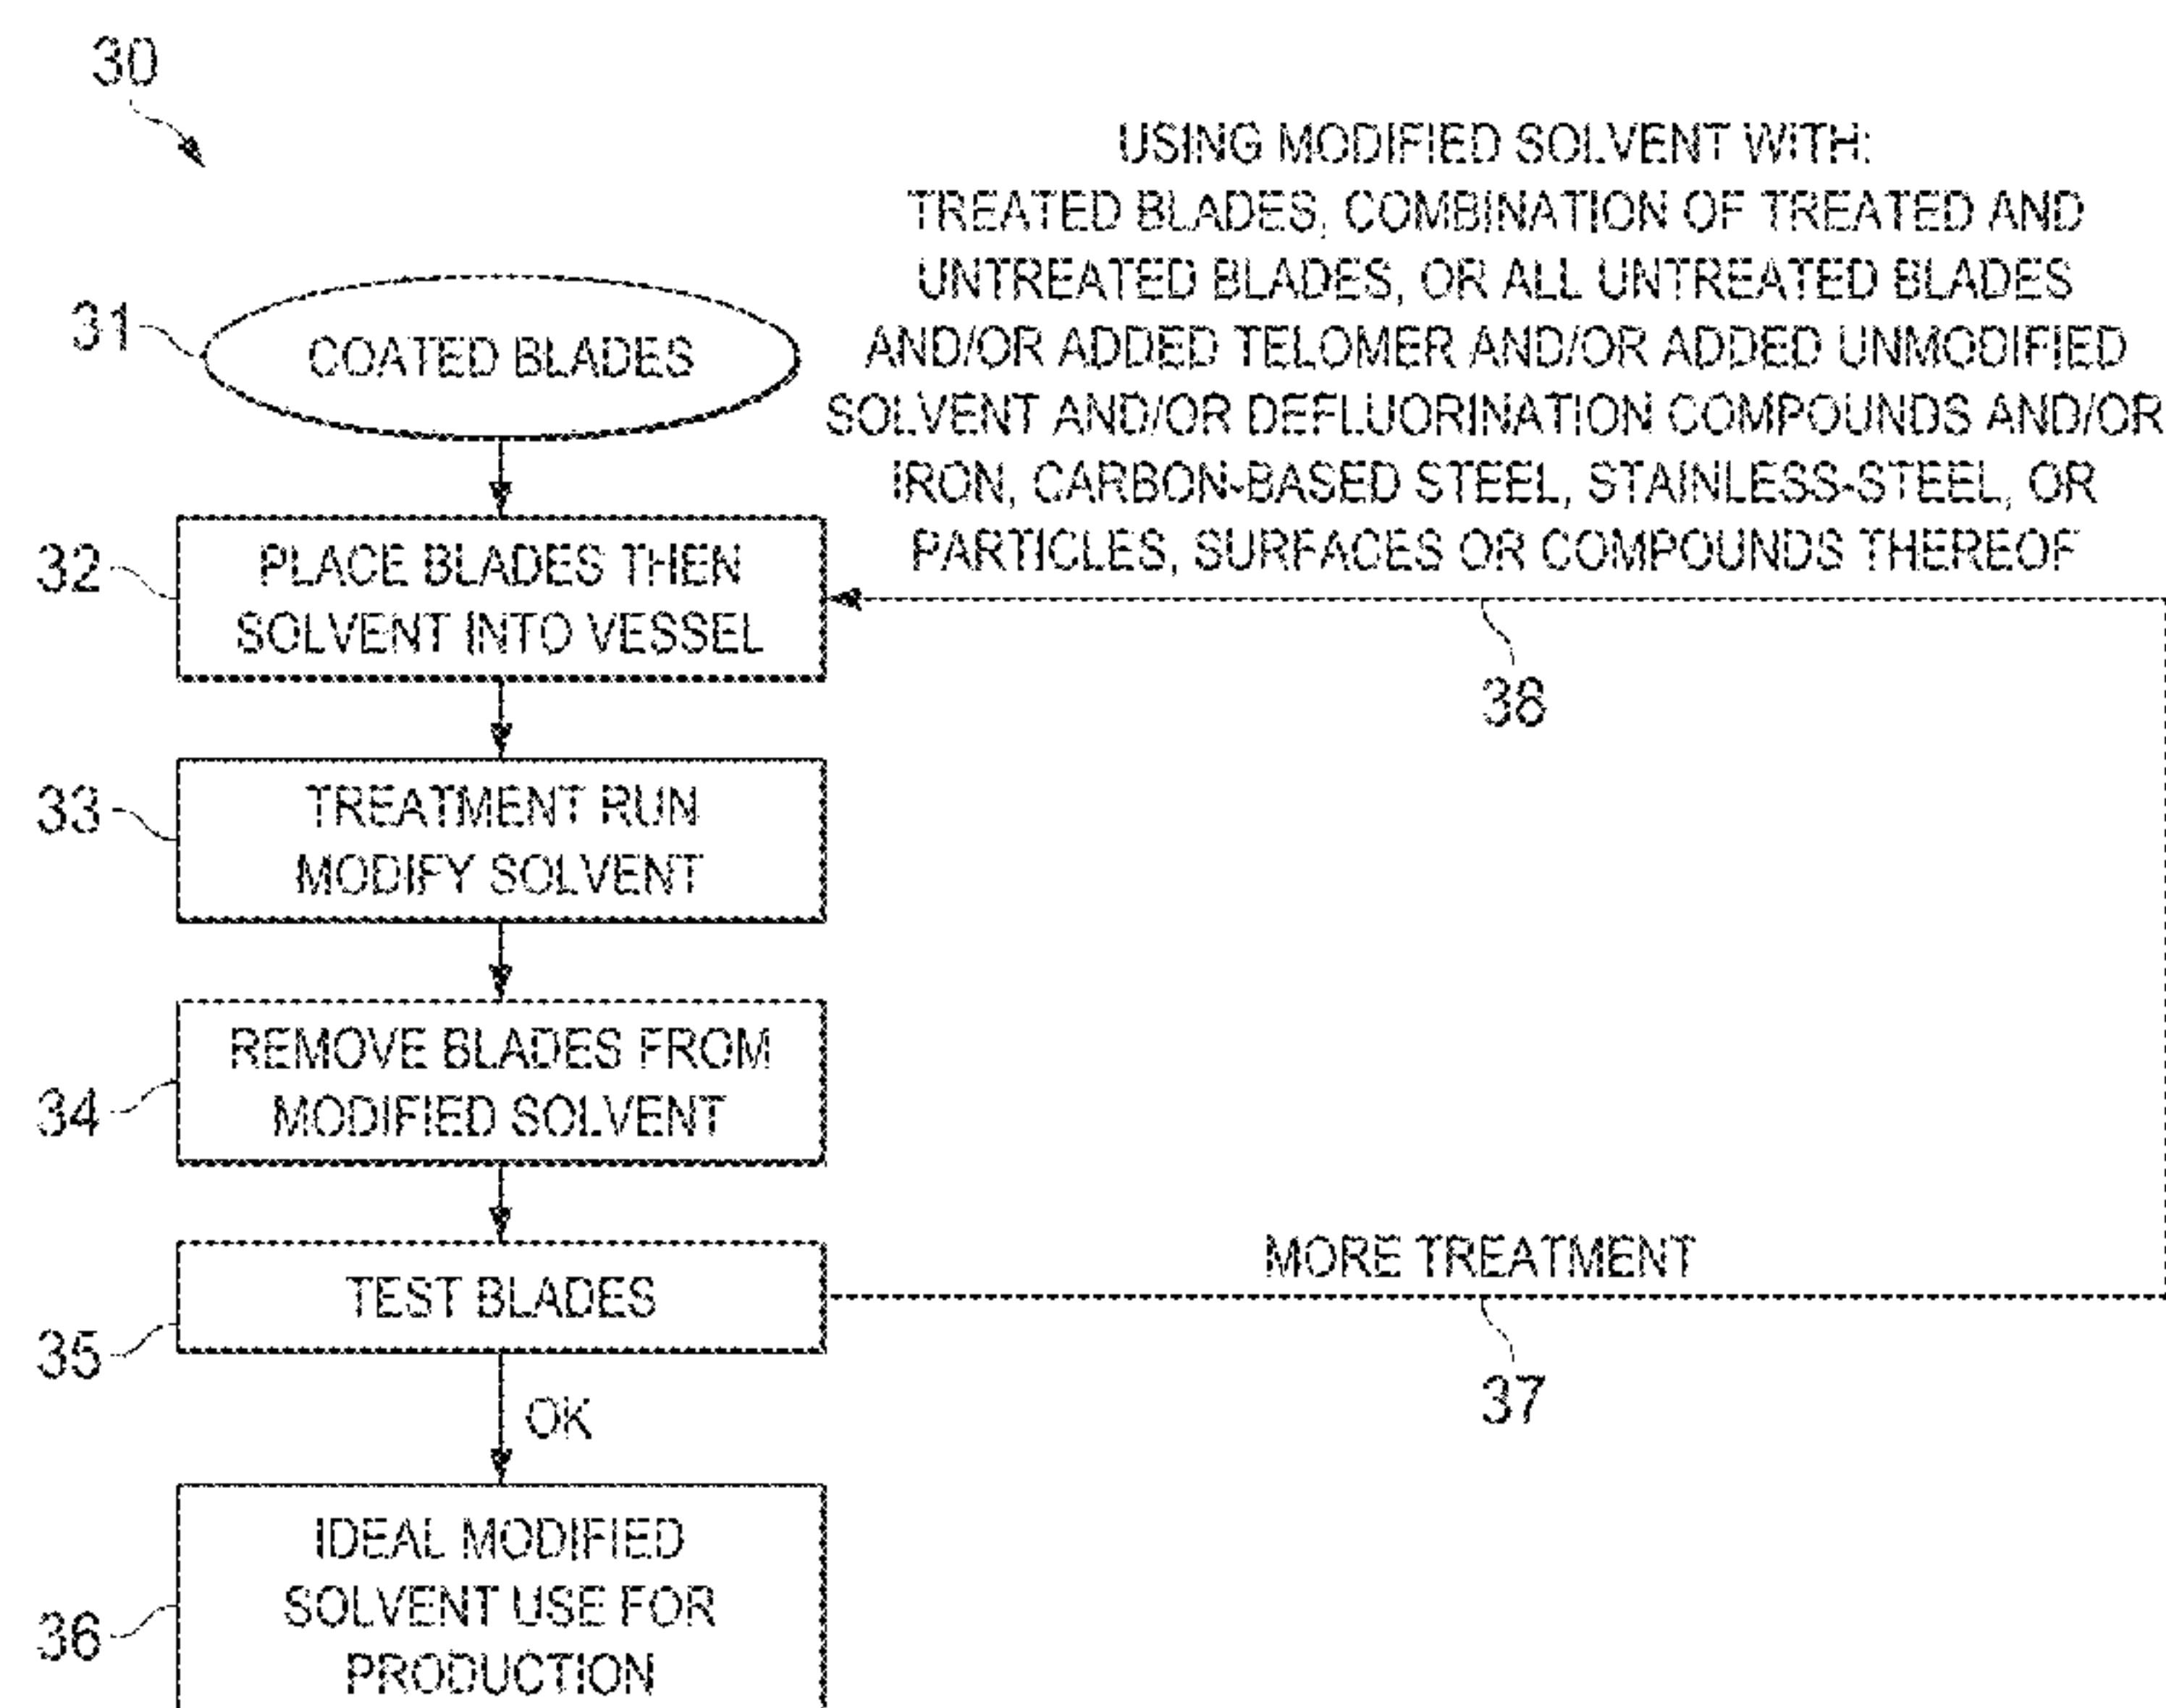 30
USING MODIFIED SOLVENT WITH:
TREATED BLADES, COMBINATION OF TREATED AND
UNTREATED BLADES, OR ALL UNTREATED BLADES
AND/OR ADDED TELOMER AND/OR ADDED UNMODIFIED
SOLVENT AND/OR DEFLUORINATION COMPOUNDS AND/OR
IRON, CARBON-BASED STEEL, STAINLESS-STEEL, OR
PARTICLES, SURFACES OR COMPOUNDS THEREOF
31
COATED BLADES
32
PLACE BLADES THEN
SOLVENT INTO VESSEL
38
33
TREATMENT RUN
MODIFY SOLVENT
34
REMOVE BLADES FROM
MODIFIED SOLVENT
35
TEST BLADES
MORE TREATMENT
37
OK
36
IDEAL MODIFIED
SOLVENT USE FOR
PRODUCTION